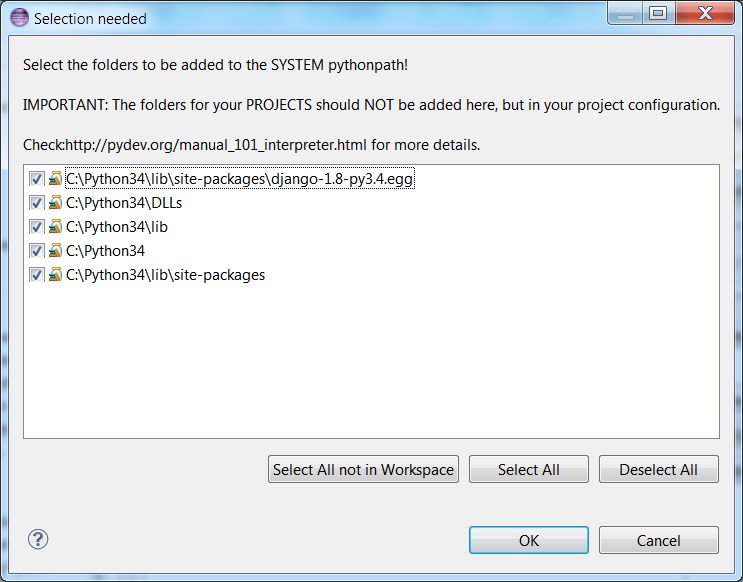 Selection needed
Select the folders to be added to the SYSTEM pythonpath!
IMPORTANT: The folders for your PROJECTS should NOT be added here, but in your project configuration.
Check:http://pydev.org/manual_101_interpreter.html for more details.
C:\Python34\lib\site-packages\django-1.8-py3.4.egg
C:\Python34\DLLs
C:\Python34\lib
C:\Python34
C:\Python34\lib\site-packages
Select All not in Workspace Select All Deselect All
? OK Cancel